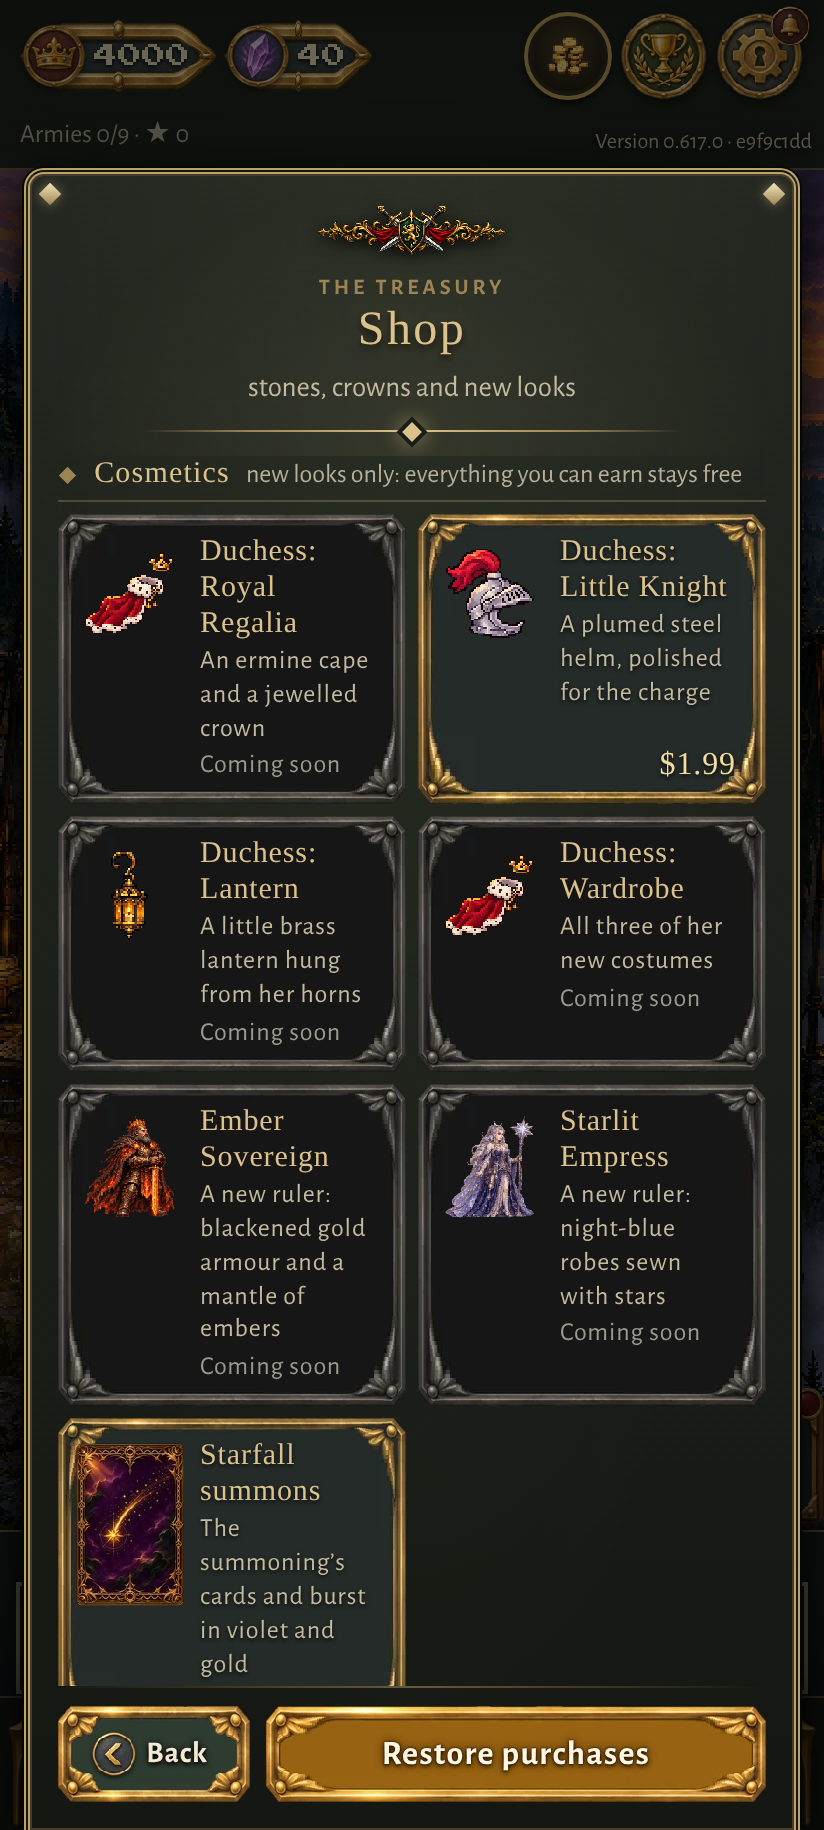 4000
40
Armies 0/9 · ★ 0
Version 0.617.0 · e9f9c1dd
THE TREASURY
Shop
stones, crowns and new looks
Cosmetics new looks only: everything you can earn stays free
Duchess:
Royal
Regalia
An ermine cape
and a jewelled
crown
Coming soon
Duchess:
Little Knight
A plumed steel
helm, polished
for the charge
$1.99
Duchess:
Lantern
A little brass
lantern hung
from her horns
Coming soon
Duchess:
Wardrobe
All three of her
new costumes
Coming soon
Ember
Sovereign
A new ruler:
blackened gold
armour and a
mantle of
embers
Coming soon
Starlit
Empress
A new ruler:
night-blue
robes sewn
with stars
Coming soon
Starfall
summons
The
summoning’s
cards and burst
in violet and
gold
Back
Restore purchases